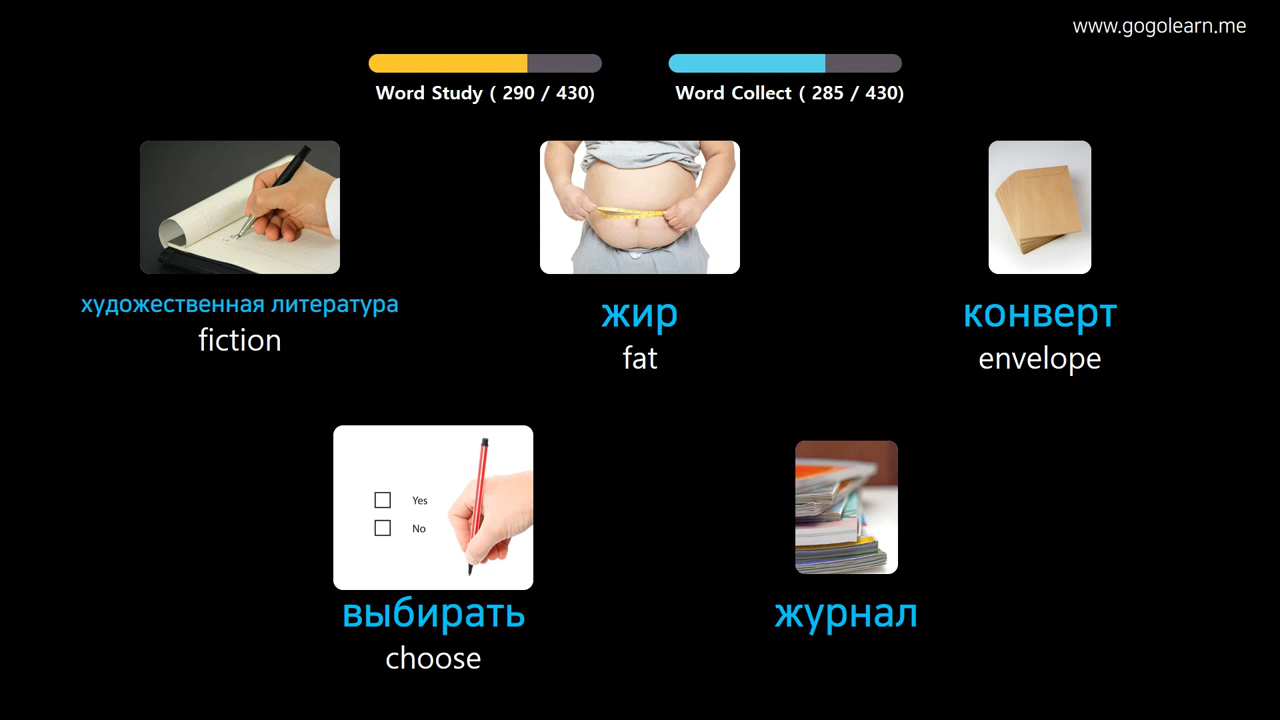 www.gogolearn.me
Word Study ( 290 / 430)
Word Collect ( 285 / 430)
художественная литература
fiction
жир
fat
конверт
envelope
Yes
No
выбирать
choose
журнал